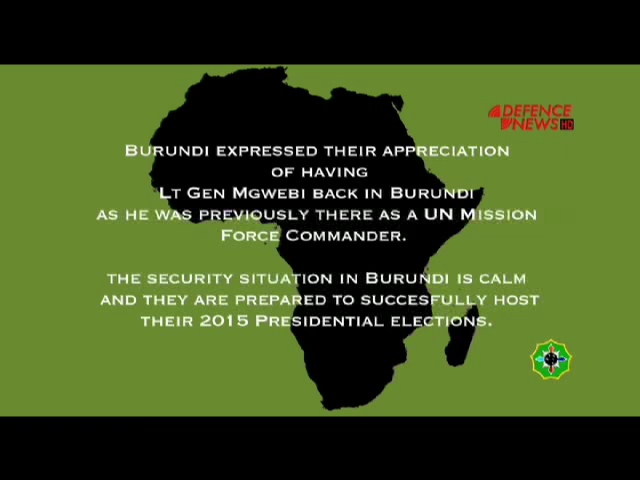 DEFENCE
NEWS HD
BURUNDI EXPRESSED THEIR APPRECIATION
OF HAVING
LT GEN MGWEBI BACK IN BURUNDI
AS HE WAS PREVIOUSLY THERE AS A UN MISSION
FORCE COMMANDER.
THE SECURITY SITUATION IN BURUNDI IS CALM
AND THEY ARE PREPARED TO SUCCESFULLY HOST
THEIR 2015 PRESIDENTIAL ELECTIONS.